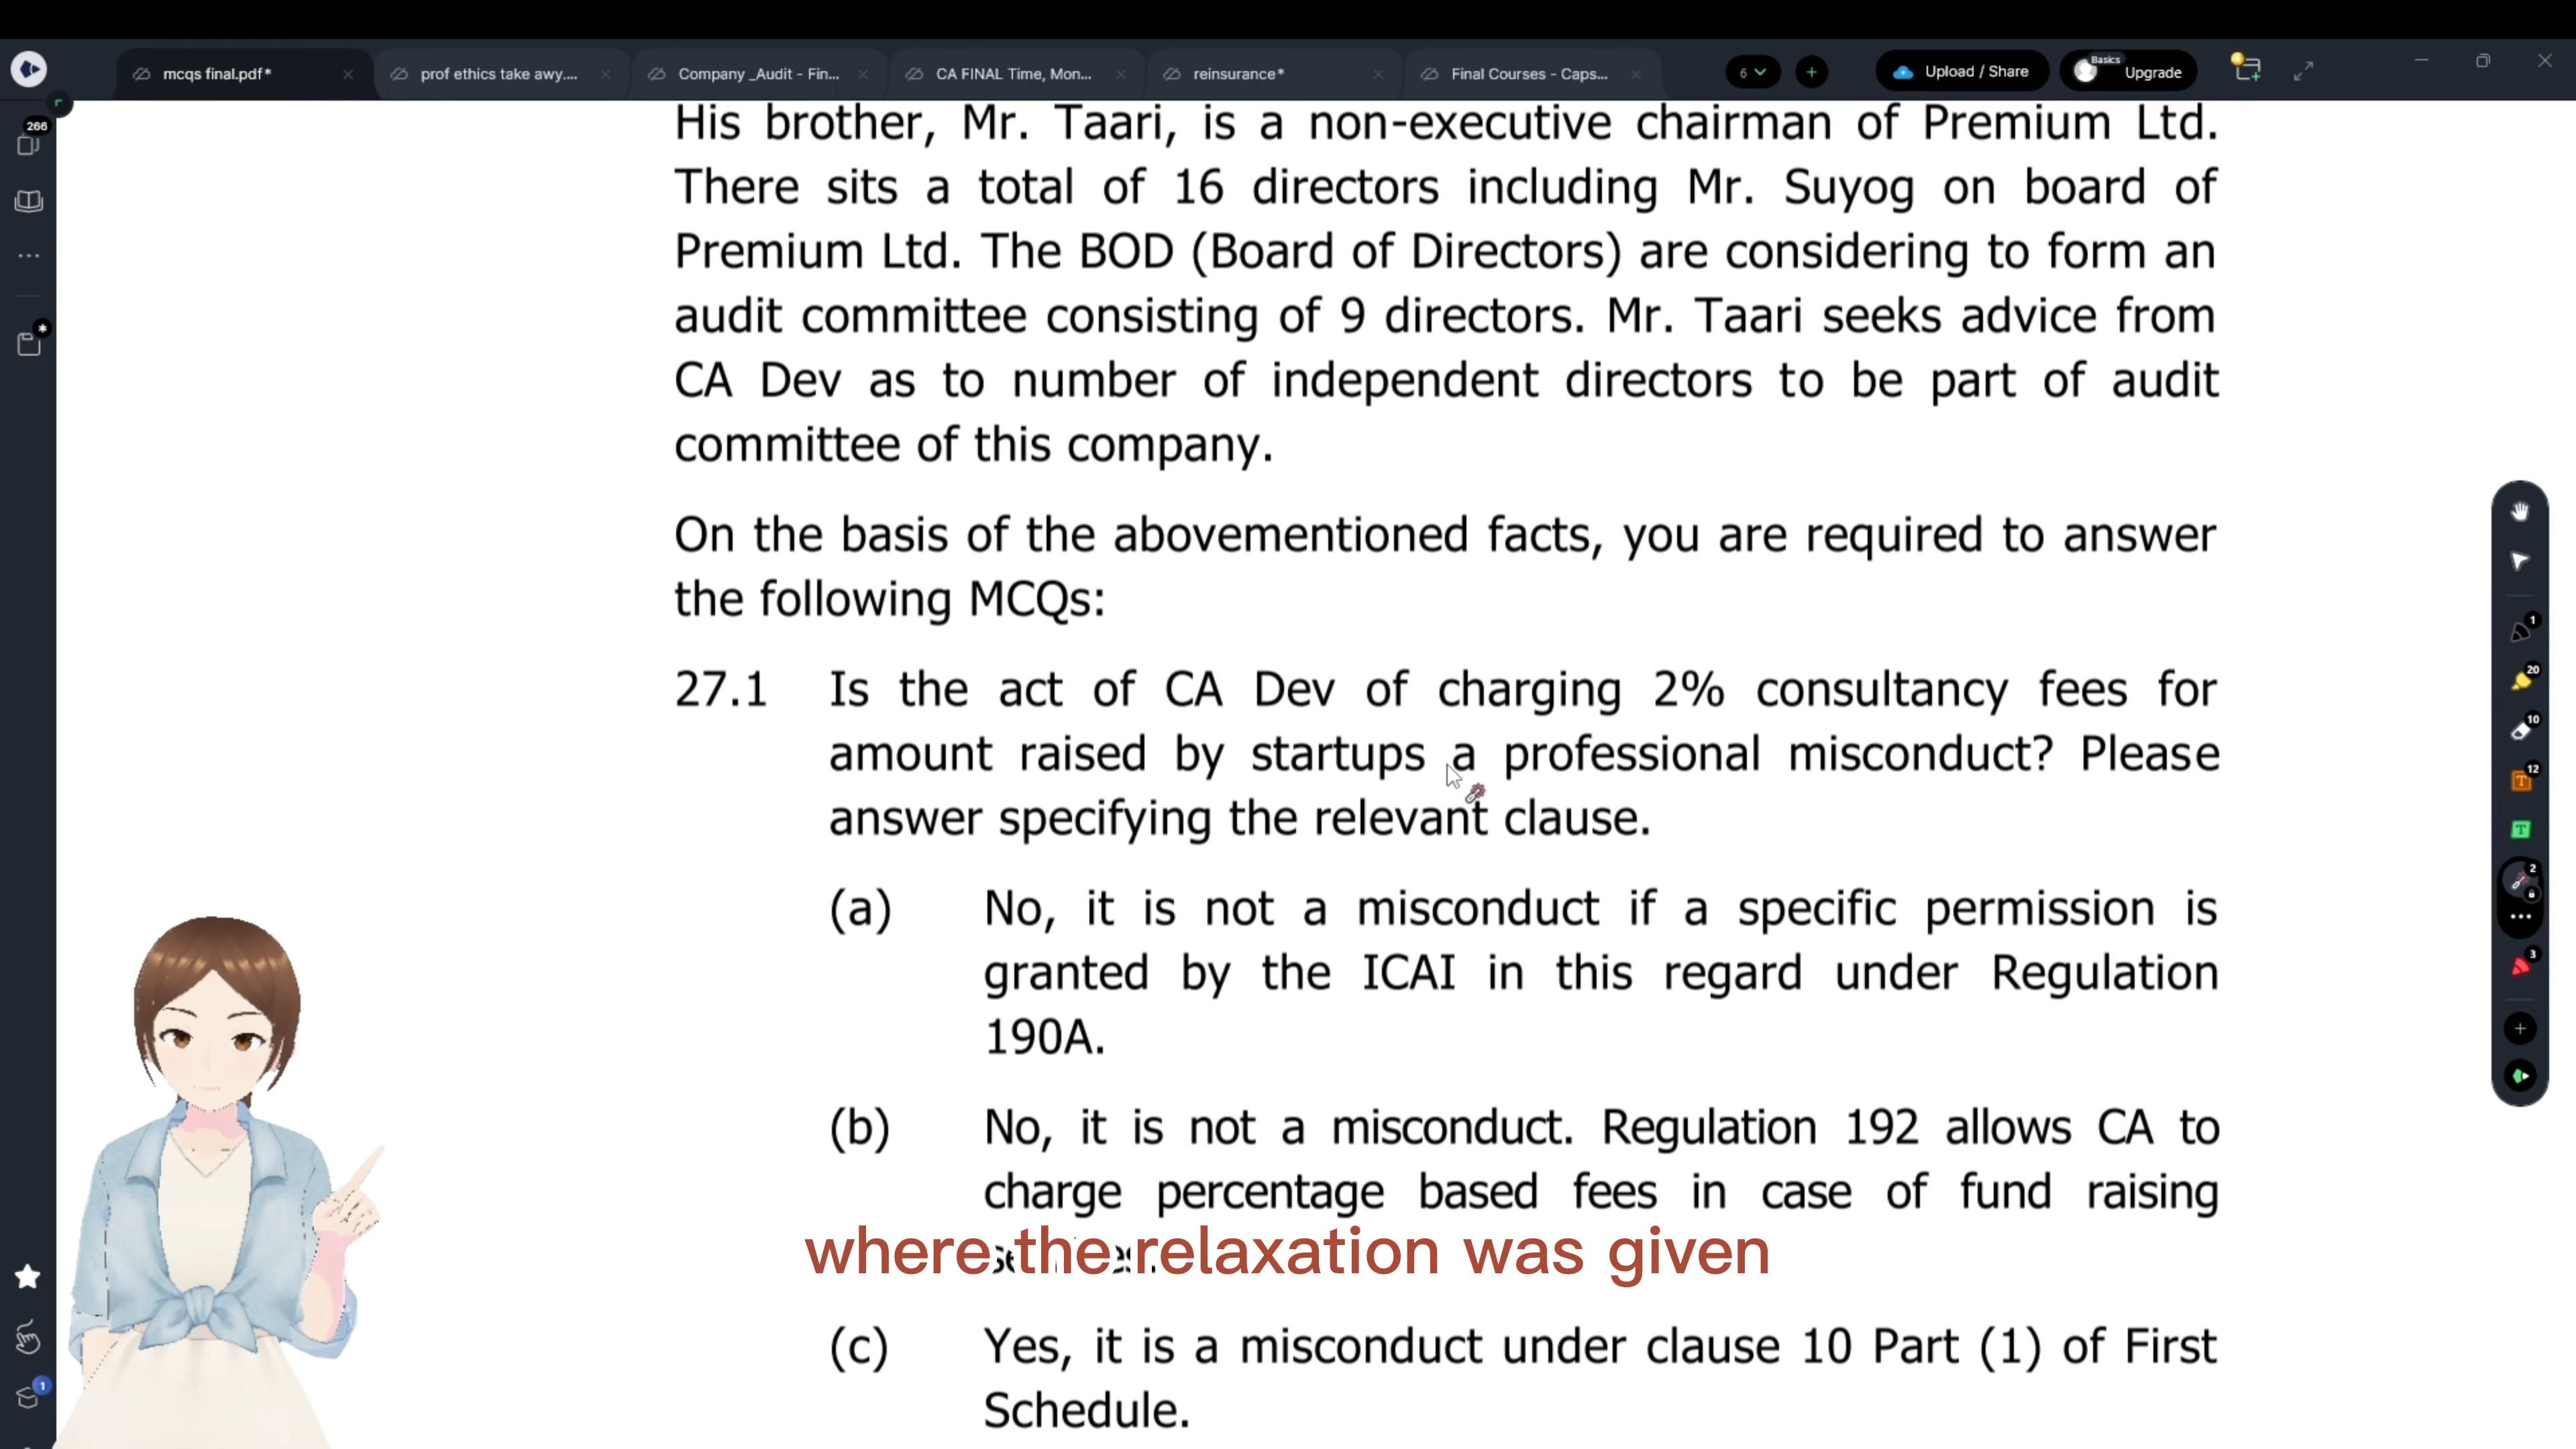 mcqs final.pdf*
prof ethics take awy....
Company _Audit - Fin...
CA FINAL Time, Mon...
reinsurance*
Final Courses - Caps...
6
Upload / Share
Basics
Upgrade
266
His brother, Mr. Taari, is a non-executive chairman of Premium Ltd.
There sits a total of 16 directors including Mr. Suyog on board of
Premium Ltd. The BOD (Board of Directors) are considering to form an
audit committee consisting of 9 directors. Mr. Taari seeks advice from
CA Dev as to number of independent directors to be part of audit
committee of this company.
On the basis of the abovementioned facts, you are required to answer
the following MCQs:
27.1 Is the act of CA Dev of charging 2% consultancy fees for
amount raised by startups a professional misconduct? Please
answer specifying the relevant clause.
(a) No, it is not a misconduct if a specific permission is
granted by the ICAI in this regard under Regulation
190A.
(b) No, it is not a misconduct. Regulation 192 allows CA to
charge percentage based fees in case of fund raising
where the relaxation was given
(c) Yes, it is a misconduct under clause 10 Part (1) of First
Schedule.
1
20
10
12
T
T
2
3
1